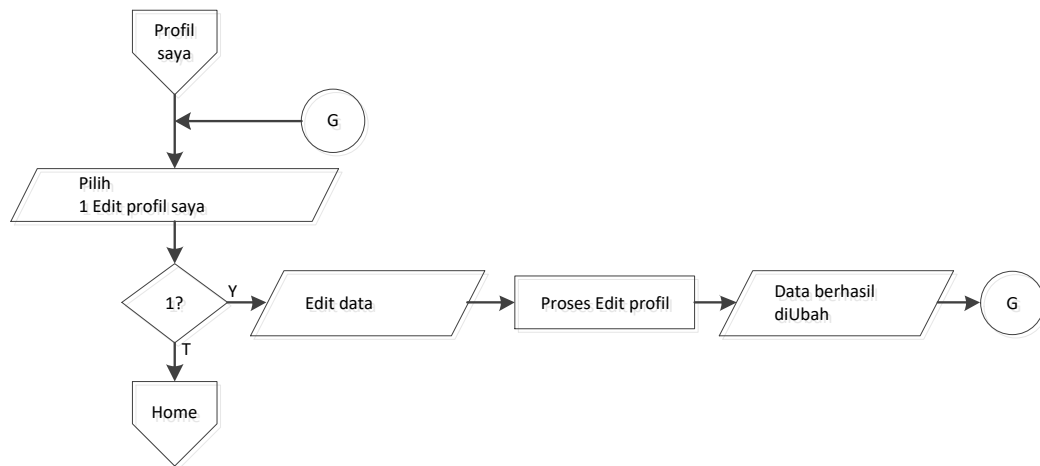 Profil
saya
G
Pilih
1 Edit profil saya
1?
Y
Edit data
Proses Edit profil
Data berhasil
diUbah
G
T
Home